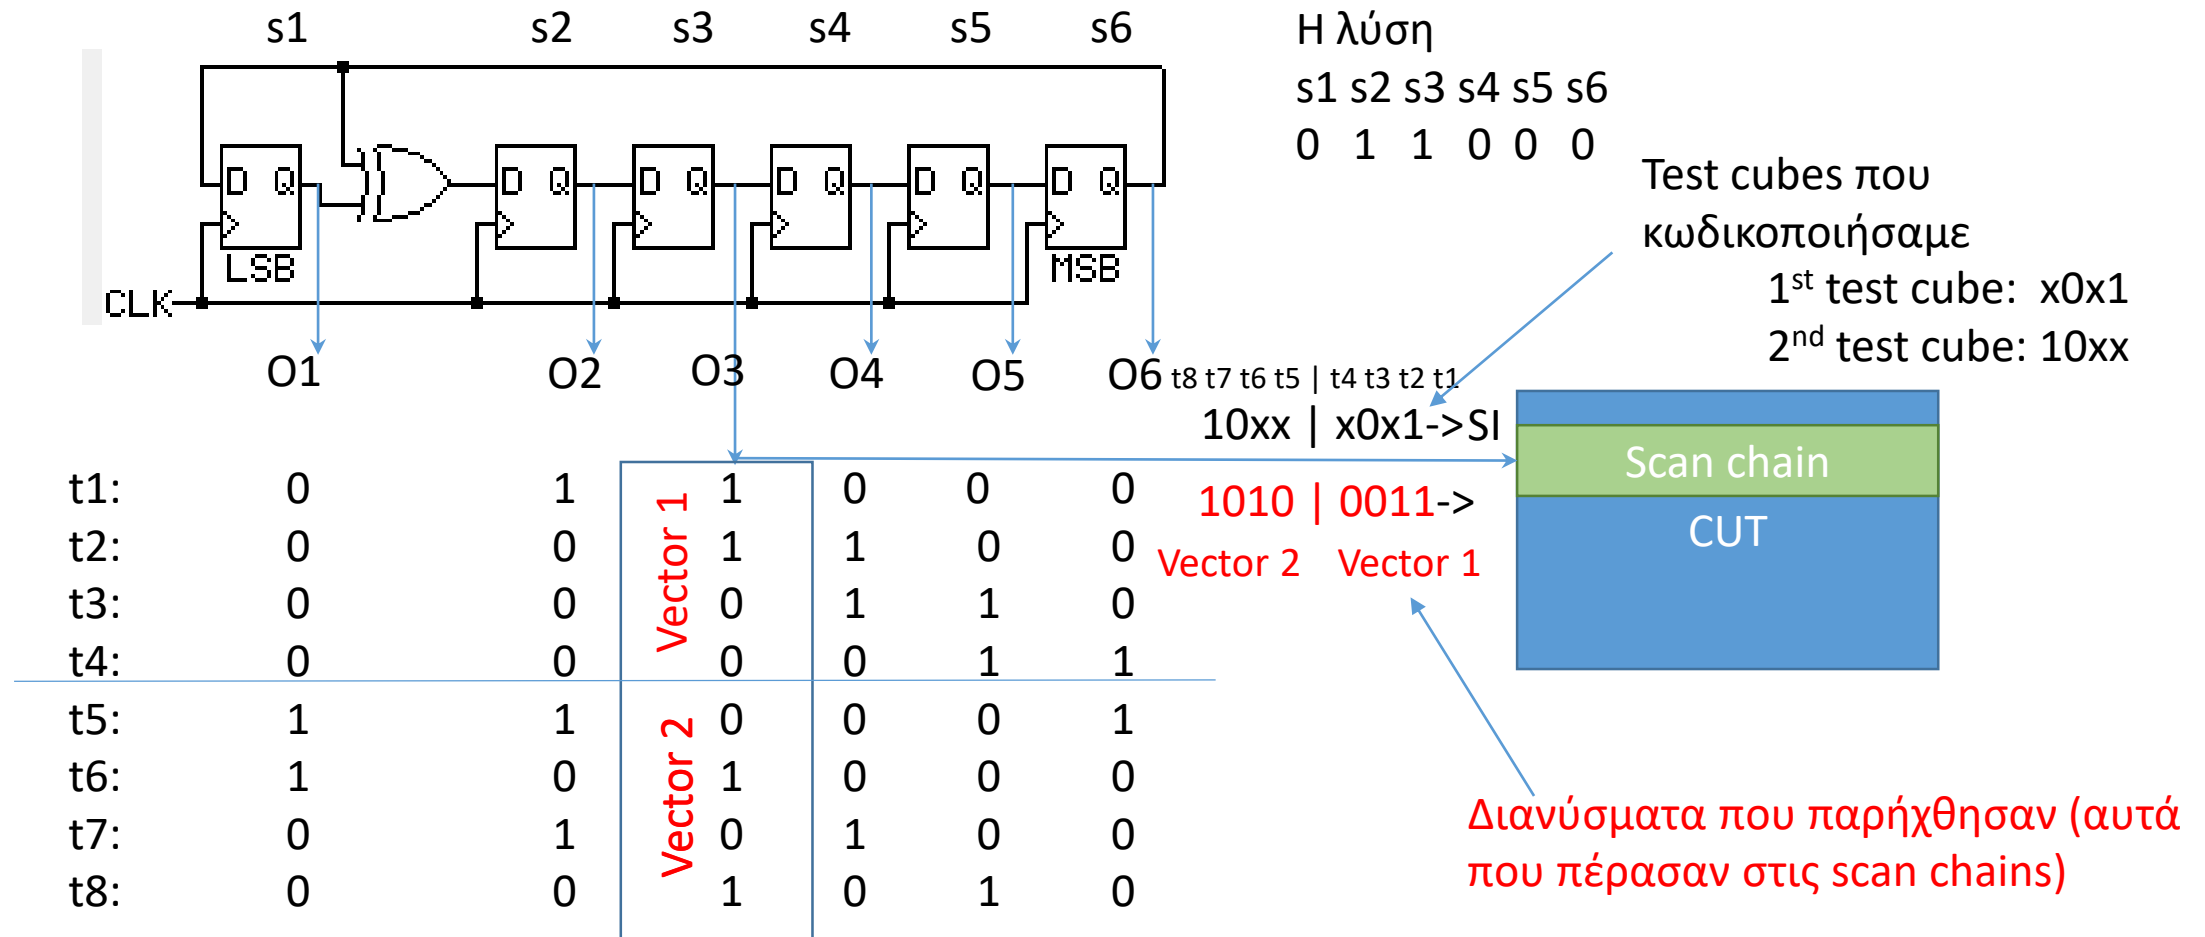 s1 s2 s3 s4 s5 s6
Η λύση
s1 s2 s3 s4 s5 s6
0 1 1 0 0 0
Test cubes που
κωδικοποιήσαμε
1st test cube: x0x1
2nd test cube: 10xx
D Q D Q D Q D Q D Q D Q
LSB MSB
CLK
O1 O2 O3 O4 O5 O6
t8 t7 t6 t5 | t4 t3 t2 t1
10xx | x0x1->SI
Scan chain
CUT
1010 | 0011->
Vector 2 Vector 1
t1: 0 1 1 0 0 0
t2: 0 0 1 1 0 0
t3: 0 0 0 1 1 0
t4: 0 0 0 0 1 1
t5: 1 1 0 0 0 1
t6: 1 0 1 0 0 0
t7: 0 1 0 1 0 0
t8: 0 0 1 0 1 0
Vector 1
Vector 2
Διανύσματα που παρήχθησαν (αυτά
που πέρασαν στις scan chains)